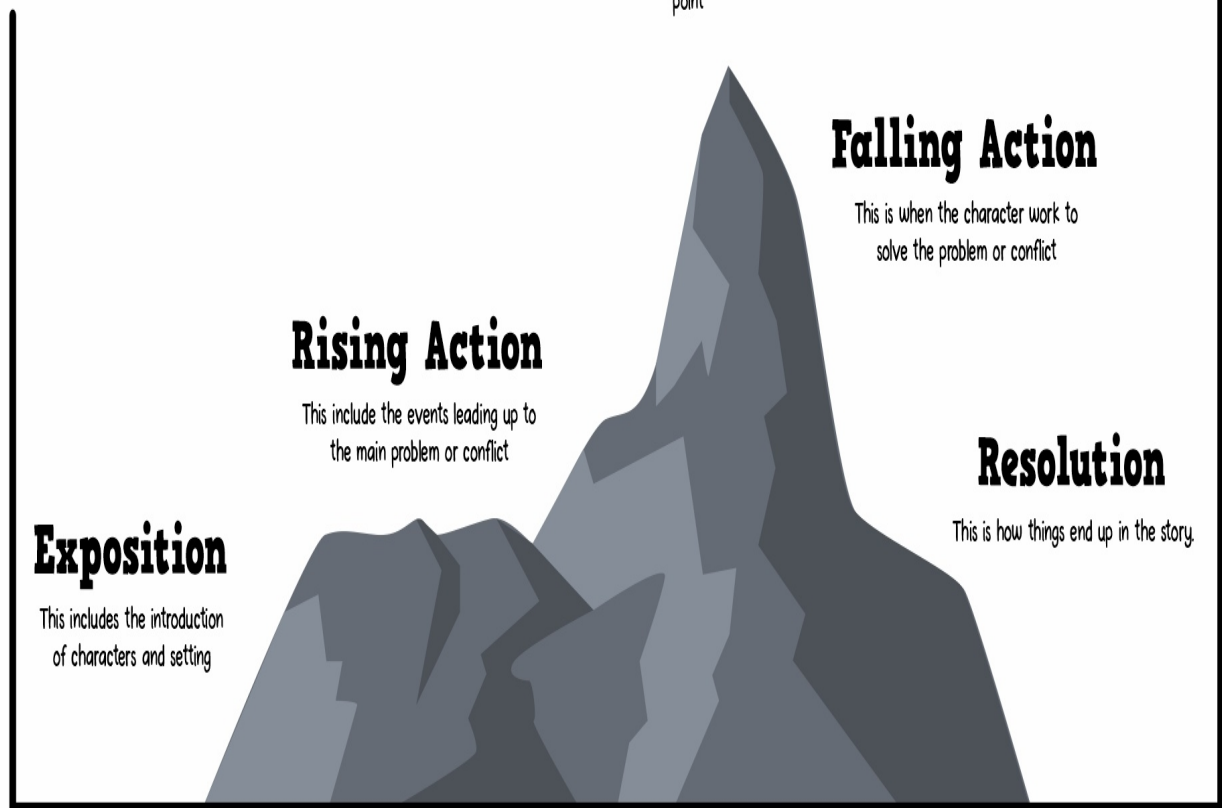 point
Falling Action
This is when the character work to
solve the problem or conflict
Rising Action
This include the events leading up to
the main problem or conflict
Resolution
This is how things end up in the story.
Exposition
This includes the introduction
of characters and setting